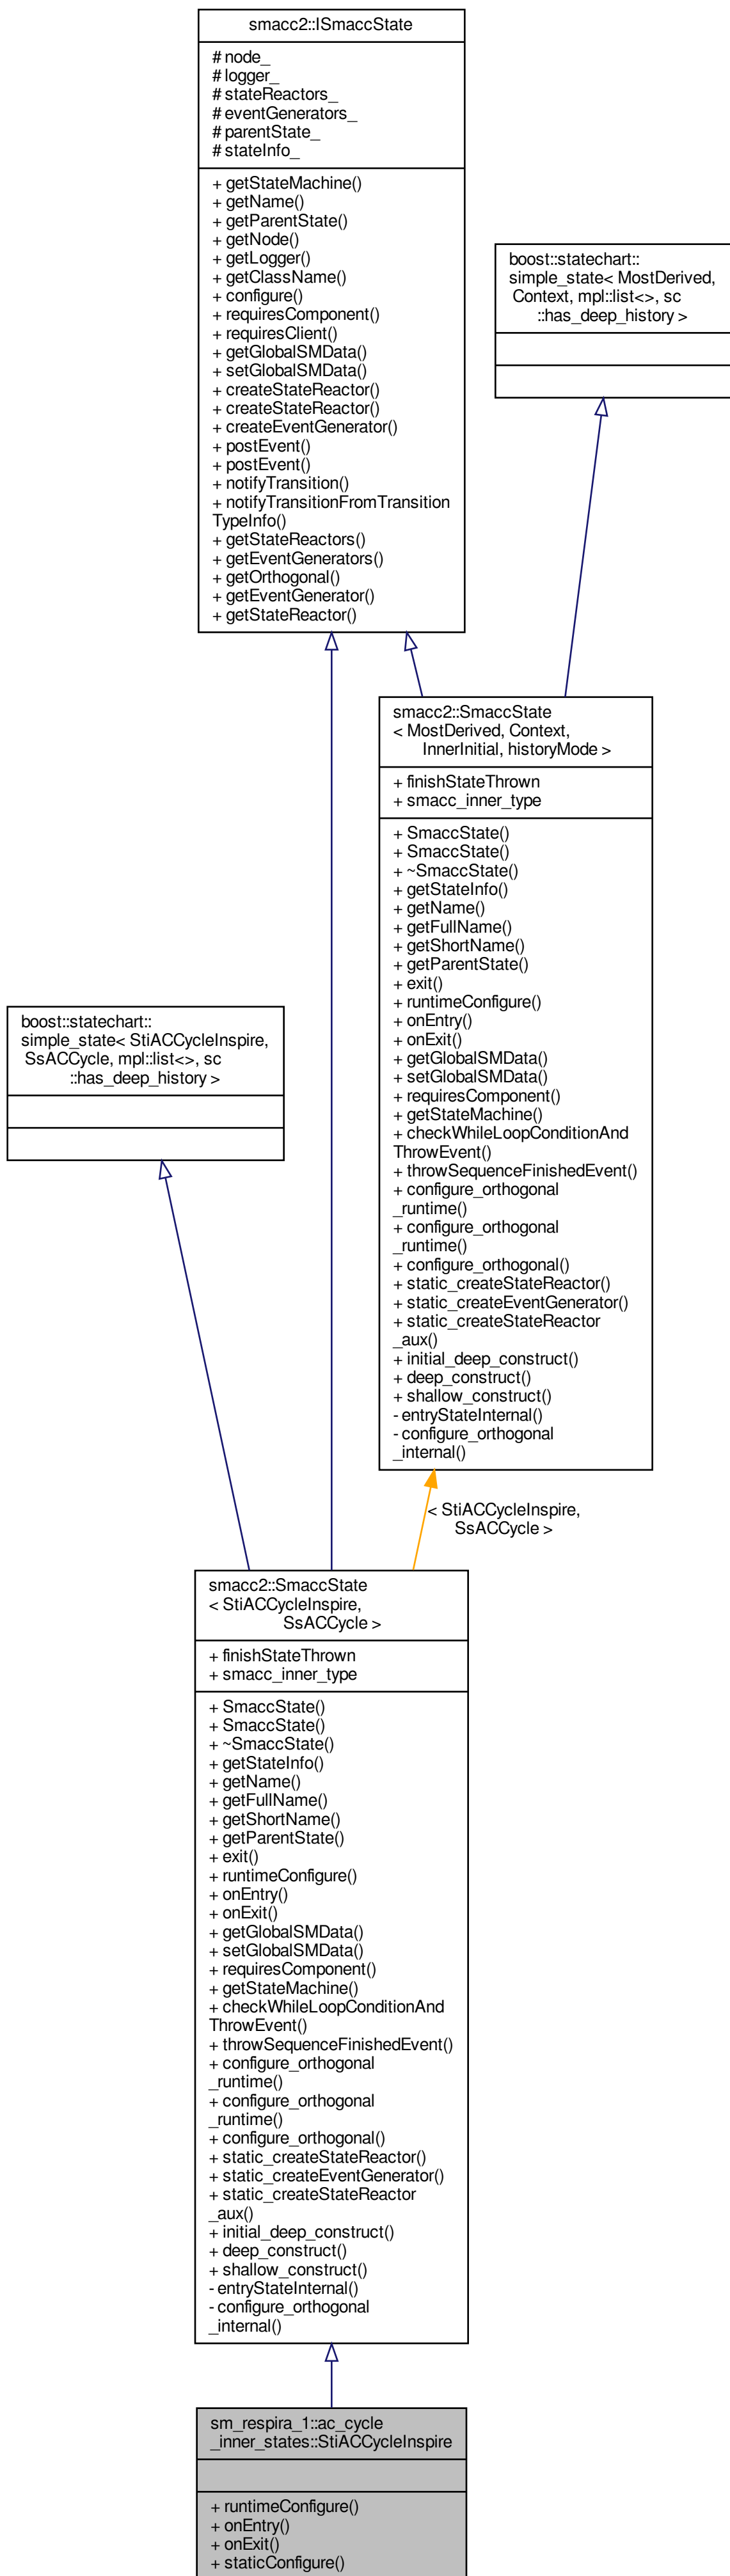 smacc2::ISmaccState
# node_
# logger_
# stateReactors_
# eventGenerators_
# parentState_
# stateInfo_
+ getStateMachine()
+ getName()
+ getParentState()
+ getNode()
+ getLogger()
+ getClassName()
+ configure()
+ requiresComponent()
+ requiresClient()
+ getGlobalSMData()
+ setGlobalSMData()
+ createStateReactor()
+ createStateReactor()
+ createEventGenerator()
+ postEvent()
+ postEvent()
+ notifyTransition()
+ notifyTransitionFromTransition
TypeInfo()
+ getStateReactors()
+ getEventGenerators()
+ getOrthogonal()
+ getEventGenerator()
+ getStateReactor()
boost::statechart::
simple_state< MostDerived,
Context, mpl::list<>, sc
::has_deep_history >
smacc2::SmaccState
< MostDerived, Context,
InnerInitial, historyMode >
+ finishStateThrown
+ smacc_inner_type
+ SmaccState()
+ SmaccState()
+ ~SmaccState()
+ getStateInfo()
+ getName()
+ getFullName()
+ getShortName()
+ getParentState()
+ exit()
+ runtimeConfigure()
+ onEntry()
+ onExit()
+ getGlobalSMData()
+ setGlobalSMData()
+ requiresComponent()
+ getStateMachine()
+ checkWhileLoopConditionAnd
ThrowEvent()
+ throwSequenceFinishedEvent()
+ configure_orthogonal
_runtime()
+ configure_orthogonal
_runtime()
+ configure_orthogonal()
+ static_createStateReactor()
+ static_createEventGenerator()
+ static_createStateReactor
_aux()
+ initial_deep_construct()
+ deep_construct()
+ shallow_construct()
- entryStateInternal()
- configure_orthogonal
_internal()
boost::statechart::
simple_state< StiACCycleInspire,
SsACCycle, mpl::list<>, sc
::has_deep_history >
< StiACCycleInspire,
SsACCycle >
smacc2::SmaccState
< StiACCycleInspire,
SsACCycle >
+ finishStateThrown
+ smacc_inner_type
+ SmaccState()
+ SmaccState()
+ ~SmaccState()
+ getStateInfo()
+ getName()
+ getFullName()
+ getShortName()
+ getParentState()
+ exit()
+ runtimeConfigure()
+ onEntry()
+ onExit()
+ getGlobalSMData()
+ setGlobalSMData()
+ requiresComponent()
+ getStateMachine()
+ checkWhileLoopConditionAnd
ThrowEvent()
+ throwSequenceFinishedEvent()
+ configure_orthogonal
_runtime()
+ configure_orthogonal
_runtime()
+ configure_orthogonal()
+ static_createStateReactor()
+ static_createEventGenerator()
+ static_createStateReactor
_aux()
+ initial_deep_construct()
+ deep_construct()
+ shallow_construct()
- entryStateInternal()
- configure_orthogonal
_internal()
sm_respira_1::ac_cycle
_inner_states::StiACCycleInspire
+ runtimeConfigure()
+ onEntry()
+ onExit()
+ staticConfigure()